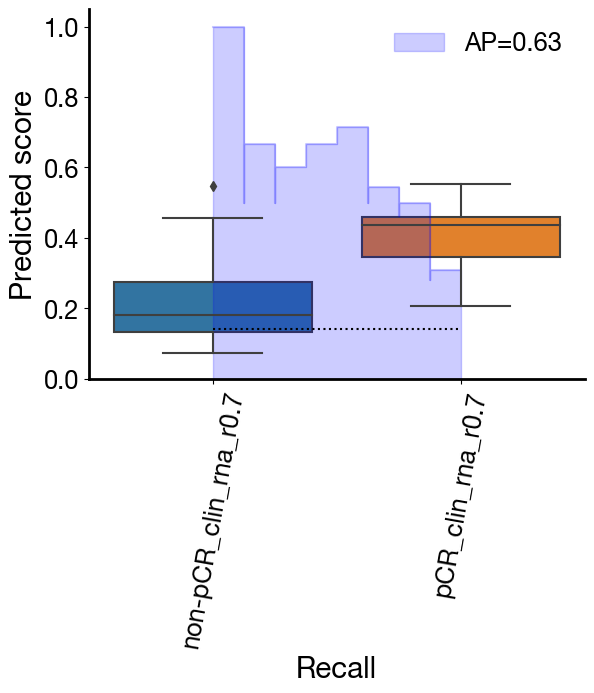 1.0
AP=0.63
0.8
0.6
0.4
0.2
0.0
Predicted score
non-pCR_clin_rna_r0.7
pCR_clin_rna_r0.7
Recall